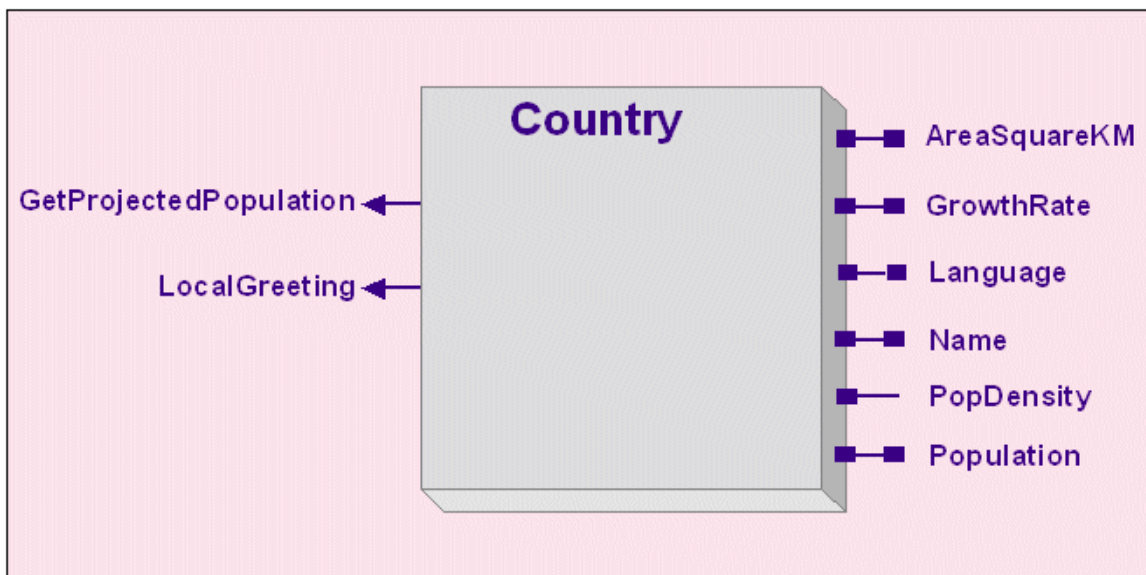 Country
GetProjectedPopulation
LocalGreeting
AreaSquareKM
GrowthRate
Language
Name
PopDensity
Population